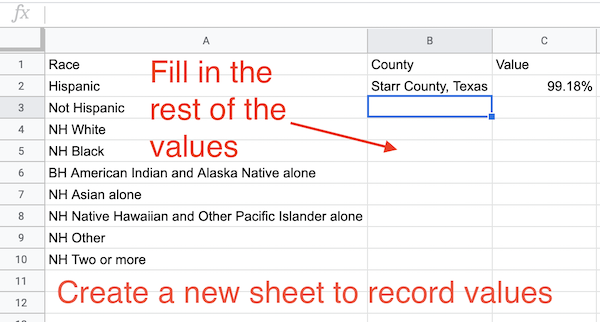 fx
A B C
1 Race County Value
2 Hispanic Starr County, Texas 99.18%
3 Not Hispanic
4 NH White
5 NH Black
6 BH American Indian and Alaska Native alone
7 NH Asian alone
8 NH Native Hawaiian and Other Pacific Islander alone
9 NH Other
10 NH Two or more
11
12
Fill in the
rest of the
values
Create a new sheet to record values